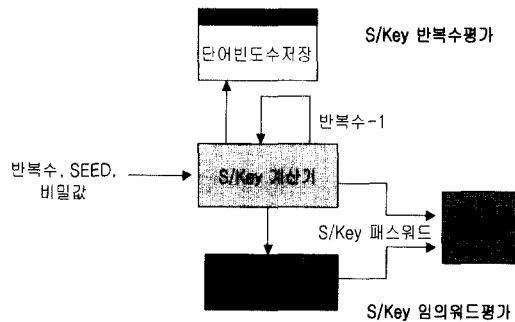 S/Key 반복수평가
단어빈도수저장
반복수-1
반복수, SEED,
비밀값
S/Key 계산기
S/Key 패스워드
S/Key 임의워드평가